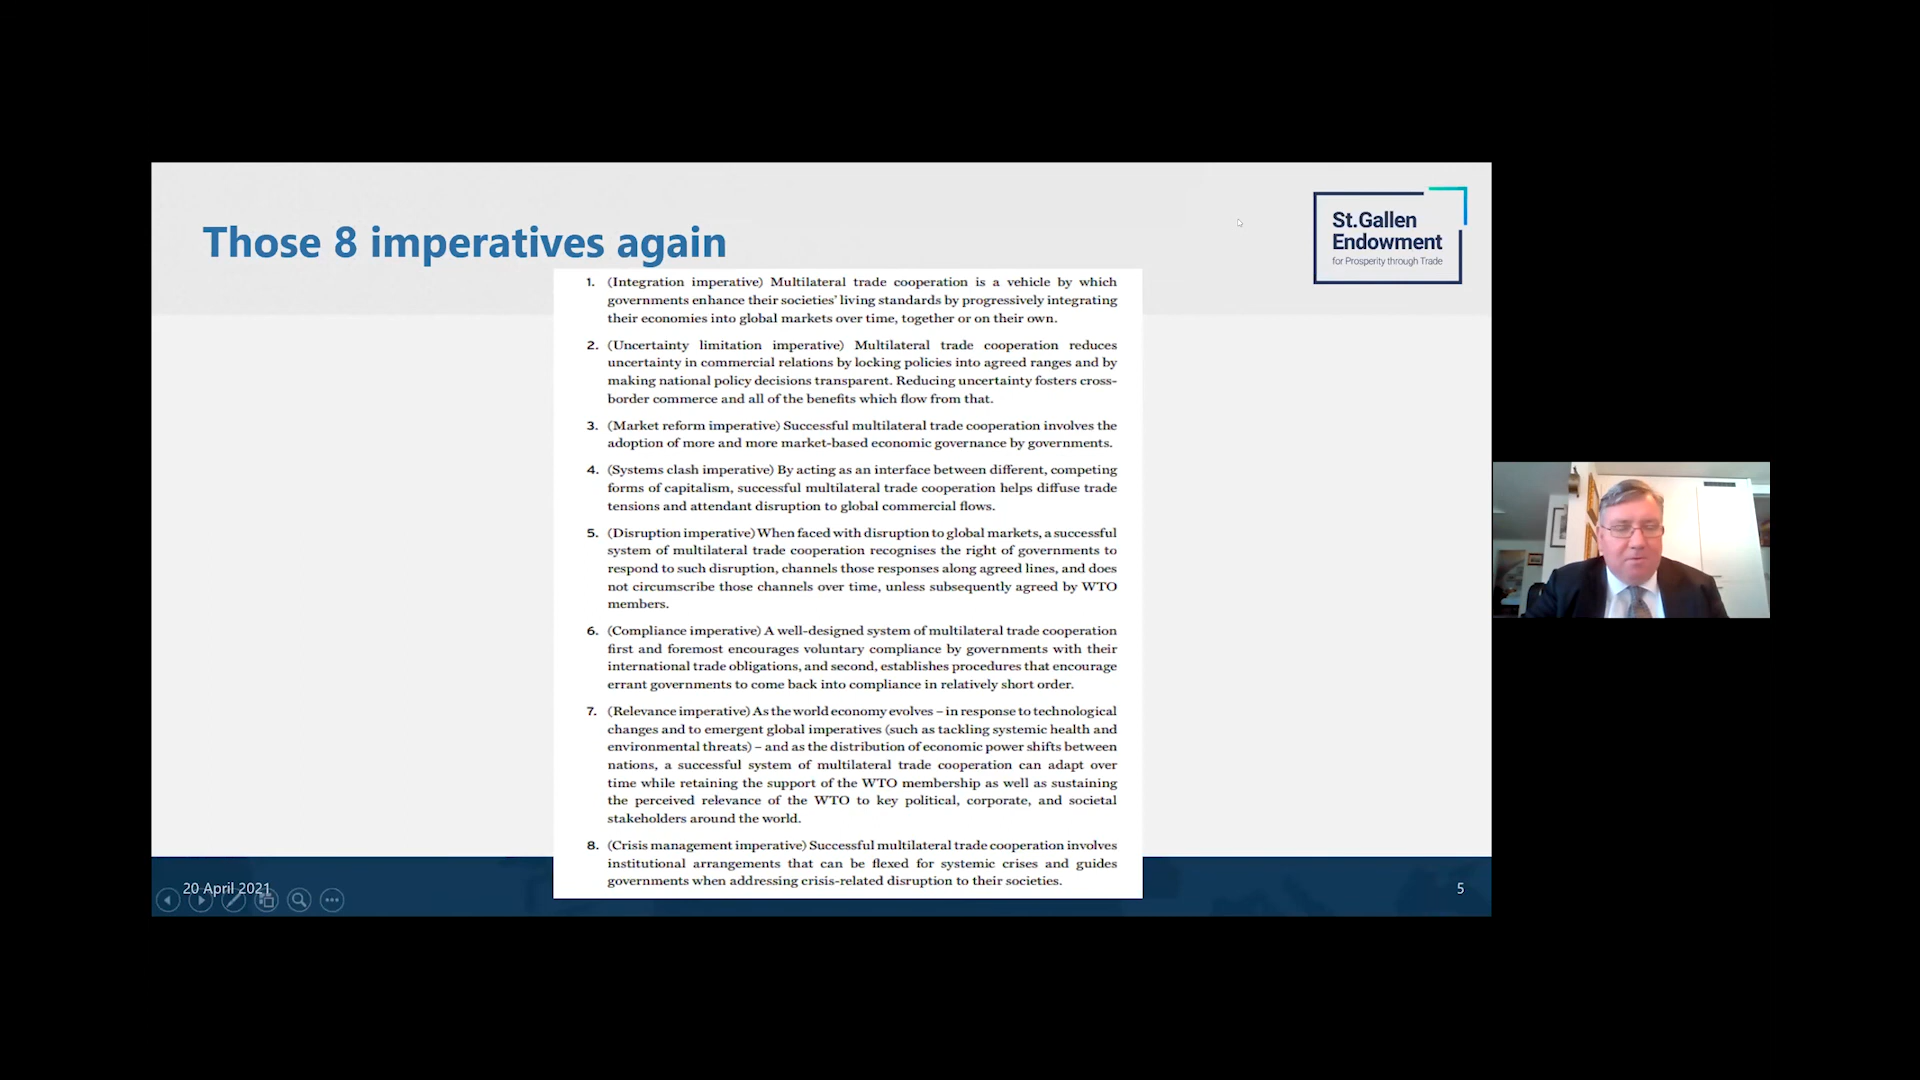 Those 8 imperatives again
St.Gallen
Endowment
for Prosperity through Trade
1. (Integration imperative) Multilateral trade cooperation is a vehicle by which
governments enhance their societies' living standards by progressively integrating
their economies into global markets over time, together or on their own.
2. (Uncertainty limitation imperative) Multilateral trade cooperation reduces
uncertainty in commercial relations by locking policies into agreed ranges and by
making national policy decisions transparent. Reducing uncertainty fosters cross-
border commerce and all of the benefits which flow from that.
3. (Market reform imperative) Successful multilateral trade cooperation involves the
adoption of more and more market-based economic governance by governments.
4. (Systems clash imperative) By acting as an interface between different, competing
forms of capitalism, successful multilateral trade cooperation helps diffuse trade
tensions and attendant disruption to global commercial flows.
5. (Disruption imperative) When faced with disruption to global markets, a successful
system of multilateral trade cooperation recognises the right of governments to
respond to such disruption, channels those responses along agreed lines, and does
not circumscribe those channels over time, unless subsequently agreed by WTO
members.
6. (Compliance imperative) A well-designed system of multilateral trade cooperation
first and foremost encourages voluntary compliance by governments with their
international trade obligations, and second, establishes procedures that encourage
errant governments to come back into compliance in relatively short order.
7. (Relevance imperative) As the world economy evolves – in response to technological
changes and to emergent global imperatives (such as tackling systemic health and
environmental threats) – and as the distribution of economic power shifts between
nations, a successful system of multilateral trade cooperation can adapt over
time while retaining the support of the WTO membership as well as sustaining
the perceived relevance of the WTO to key political, corporate, and societal
stakeholders around the world.
8. (Crisis management imperative) Successful multilateral trade cooperation involves
institutional arrangements that can be flexed for systemic crises and guides
governments when addressing crisis-related disruption to their societies.
20 April 2021
5